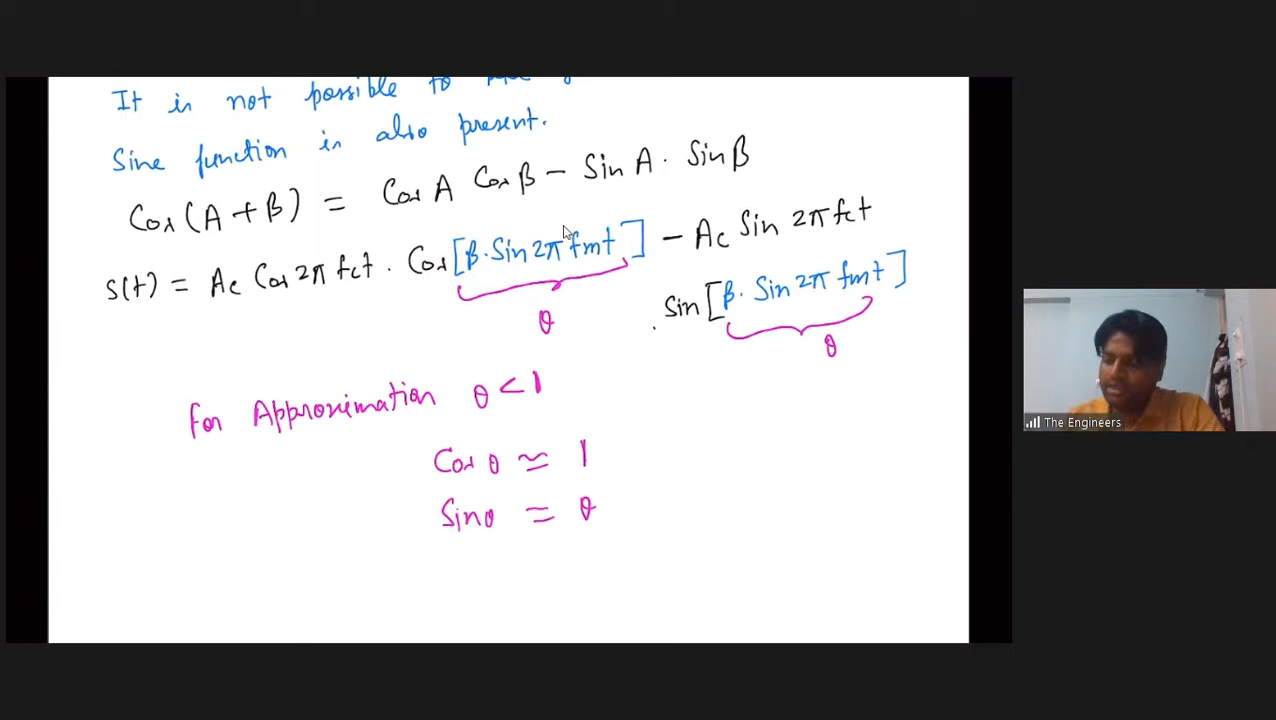 It is not possible to
Sine function is also present.
Cos(A+B) = Cos A Cos B − Sin A · Sin B
s(t) = Ac Cos 2π fct · Cos [β · Sin 2π fmt] − Ac Sin 2π fct
· Sin [β · Sin 2π fmt]
θ
θ
for Approximation θ < 1
Cos θ ≃ 1
Sin θ = θ
The Engineers